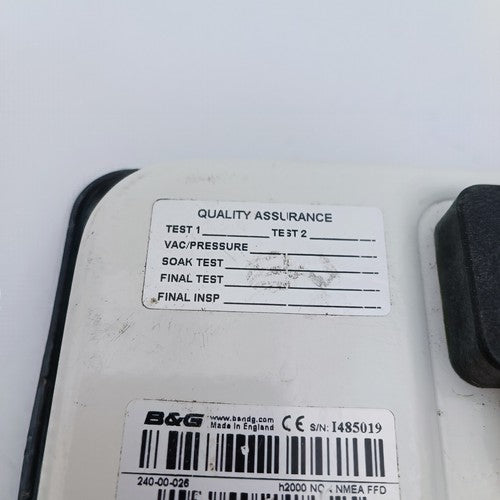 QUALITY ASSURANCE
TEST 1 TEST 2
VAC/PRESSURE
SOAK TEST
FINAL TEST
FINAL INSP
B&G www.bandg.com CE S/N: I485019
Made in England
240-00-026 h2000 NMEA FFD